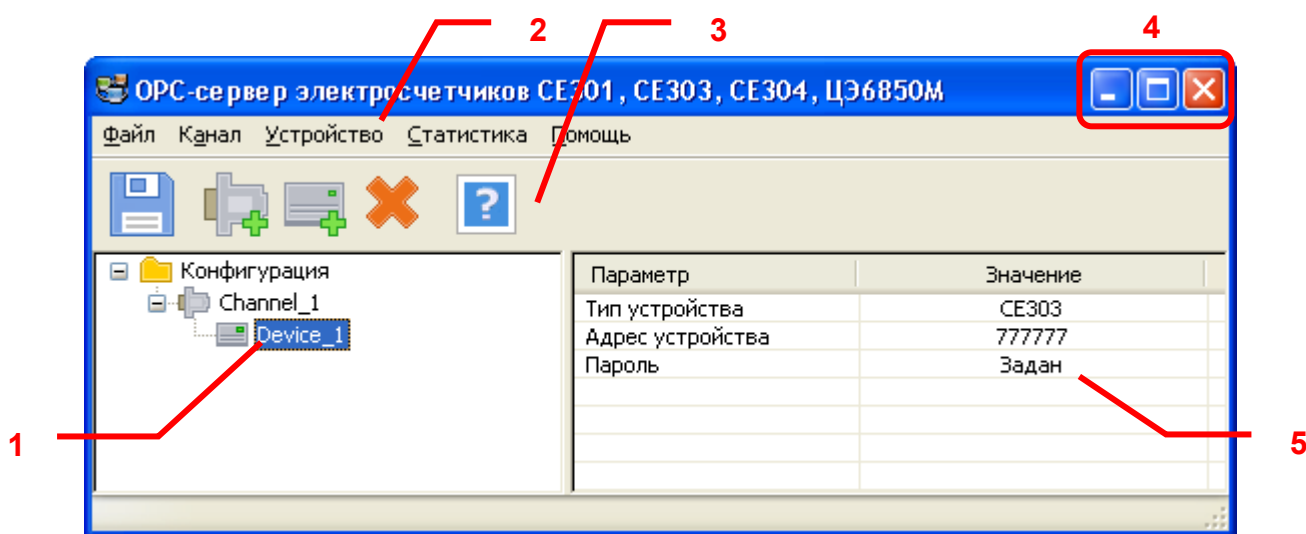 2 3 4
ОРС-сервер электросчетчиков СЕ301, СЕ303, СЕ304, ЦЭ6850М
Файл Канал Устройство Статистика Помощь
?
Конфигурация
Channel_1
Device_1
Параметр Значение
Тип устройства СЕ303
Адрес устройства 777777
Пароль Задан
1 5